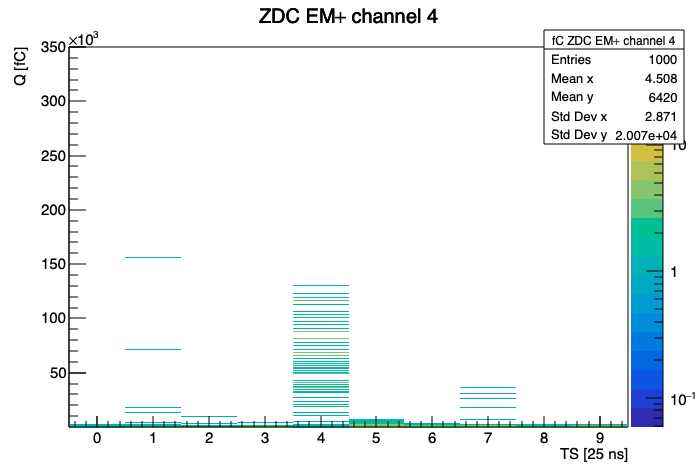 ZDC EM+ channel 4
Q [fC]
×10³
350
300
250
200
150
100
50
fC ZDC EM+ channel 4
Entries 1000
Mean x 4.508
Mean y 6420
Std Dev x 2.871
Std Dev y 2.007e+04
10
1
10⁻¹
0 1 2 3 4 5 6 7 8 9
TS [25 ns]